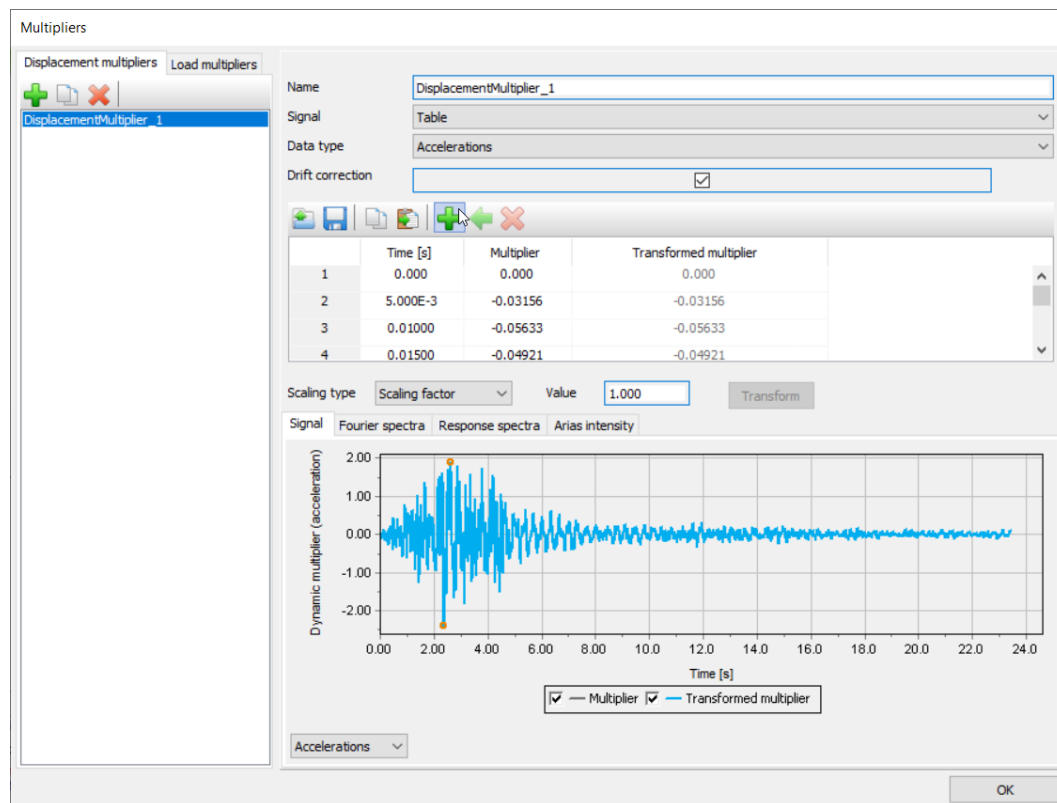 Multipliers
Displacement multipliers Load multipliers
DisplacementMultiplier_1
Name DisplacementMultiplier_1
Signal Table
Data type Accelerations
Drift correction
Time [s] Multiplier Transformed multiplier
1 0.000 0.000 0.000
2 5.000E-3 -0.03156 -0.03156
3 0.01000 -0.05633 -0.05633
4 0.01500 -0.04921 -0.04921
Scaling type Scaling factor Value 1.000 Transform
Signal Fourier spectra Response spectra Arias intensity
Dynamic multiplier (acceleration)
2.00
1.00
0.00
-1.00
-2.00
0.00 2.00 4.00 6.00 8.00 10.0 12.0 14.0 16.0 18.0 20.0 22.0 24.0
Time [s]
Multiplier Transformed multiplier
Accelerations
OK